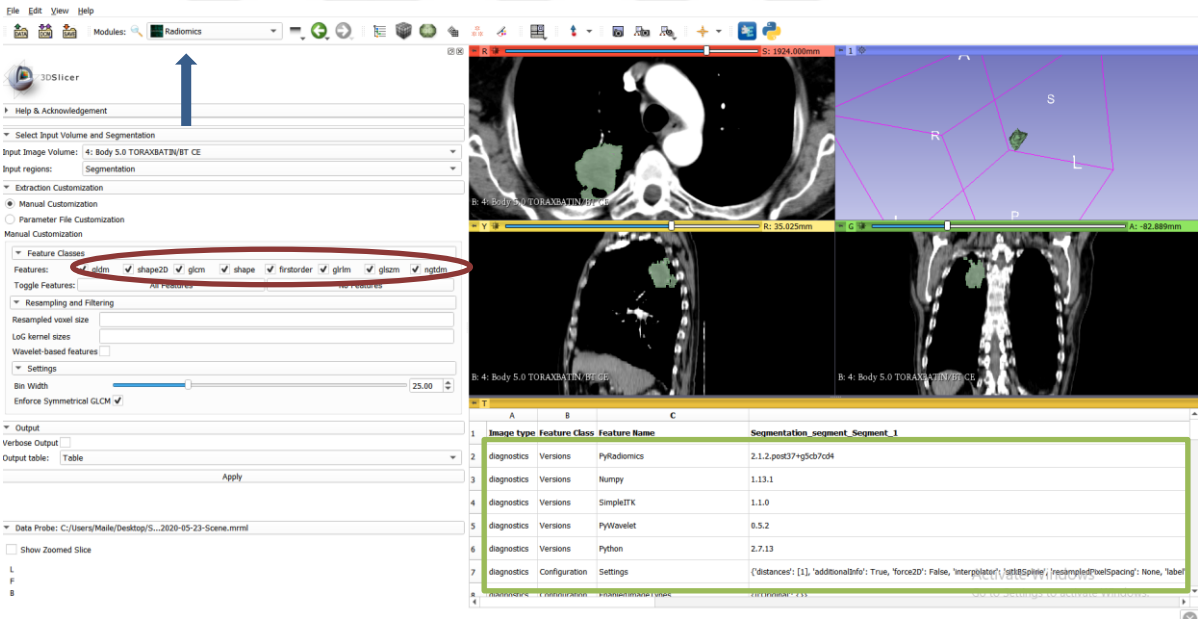 File Edit View Help
DATA DCM SAVE Modules: Radiomics
3DSlicer
Help & Acknowledgement
Select Input Volume and Segmentation
Input Image Volume: 4: Body 5.0 TORAXBATIN/BT CE
Input regions: Segmentation
Extraction Customization
Manual Customization
Parameter File Customization
Manual Customization
Feature Classes
Features: gldm shape2D glcm shape firstorder glrlm glszm ngtdm
Toggle Features: All Features No Features
Resampling and Filtering
Resampled voxel size
LoG kernel sizes
Wavelet-based features
Settings
Bin Width 25.00
Enforce Symmetrical GLCM
Output
Verbose Output
Output table: Table
Apply
Data Probe: C:/Users/Maile/Desktop/S...2020-05-23-Scene.mrml
Show Zoomed Slice
L
F
B
R S: 1924.000mm
B: 4: Body 5.0 TORAXBATIN/BT CE
1
A
S
R
L
I
P
Y R: 35.025mm
B: 4: Body 5.0 TORAXBATIN/BT CE
G A: -82.889mm
B: 4: Body 5.0 TORAXBATIN/BT CE
T
A B C
1 Image type Feature Class Feature Name Segmentation_segment_Segment_1
2 diagnostics Versions PyRadiomics 2.1.2.post37+g5cb7cd4
3 diagnostics Versions Numpy 1.13.1
4 diagnostics Versions SimpleITK 1.1.0
5 diagnostics Versions PyWavelet 0.5.2
6 diagnostics Versions Python 2.7.13
7 diagnostics Configuration Settings {'distances': [1], 'additionalInfo': True, 'force2D': False, 'interpolator': 'sitkBSpline', 'resampledPixelSpacing': None, 'label'
8 diagnostics Configuration EnabledImageTypes {'Original': {}}
Activate Windows
Go to Settings to activate Windows.